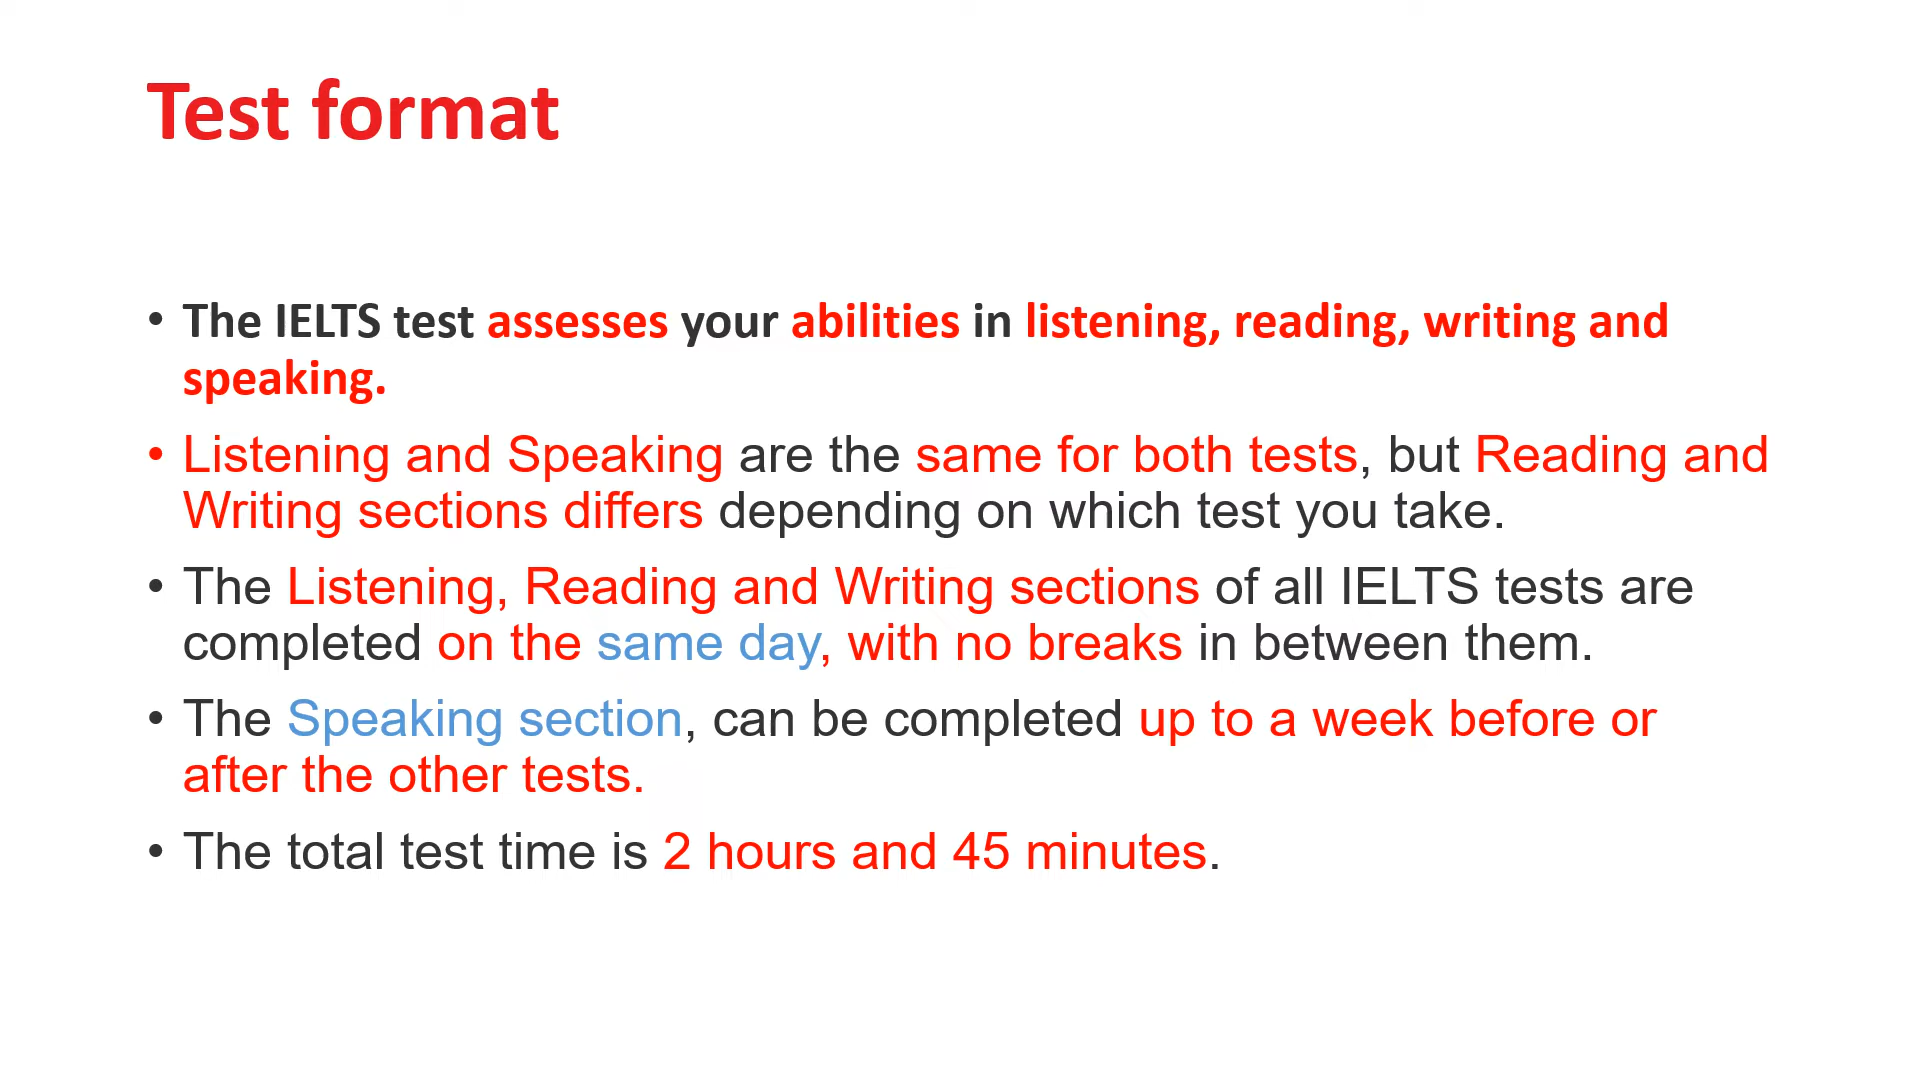 Test format
• The IELTS test assesses your abilities in listening, reading, writing and
speaking.
• Listening and Speaking are the same for both tests, but Reading and
Writing sections differs depending on which test you take.
• The Listening, Reading and Writing sections of all IELTS tests are
completed on the same day, with no breaks in between them.
• The Speaking section, can be completed up to a week before or
after the other tests.
• The total test time is 2 hours and 45 minutes.